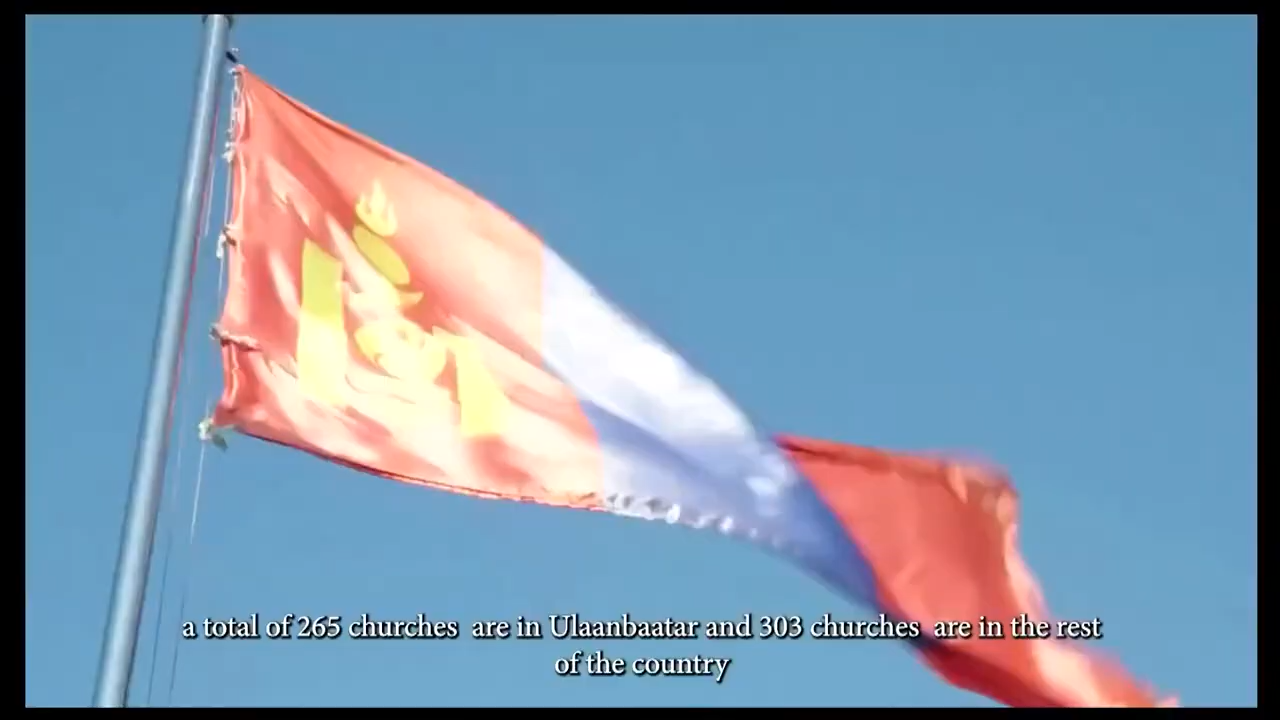 a total of 265 churches  are in Ulaanbaatar and 303 churches  are in the rest
of the country